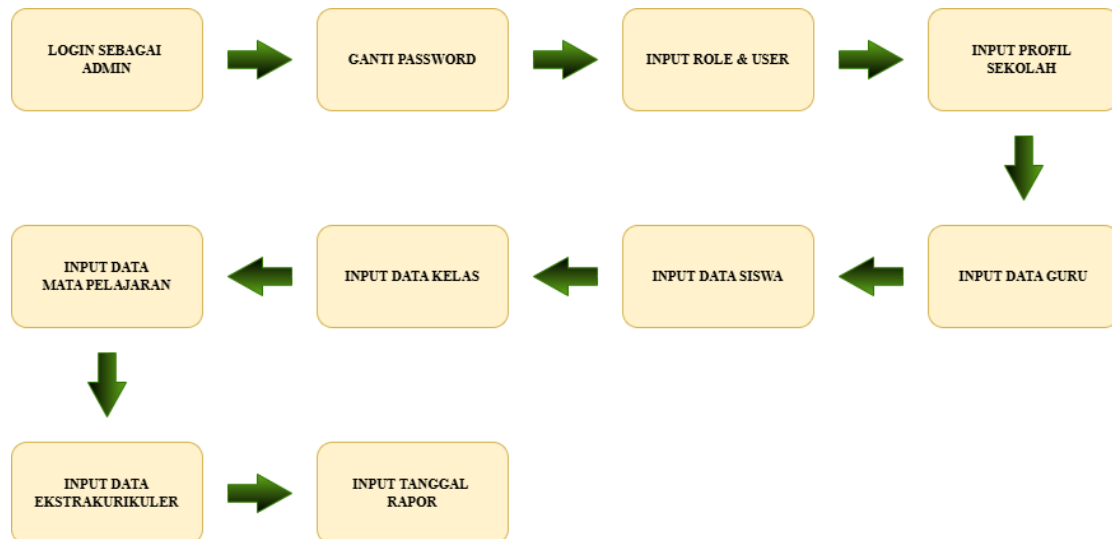 LOGIN SEBAGAI
ADMIN
GANTI PASSWORD
INPUT ROLE & USER
INPUT PROFIL
SEKOLAH
INPUT DATA GURU
INPUT DATA SISWA
INPUT DATA KELAS
INPUT DATA
MATA PELAJARAN
INPUT DATA
EKSTRAKURIKULER
INPUT TANGGAL
RAPOR